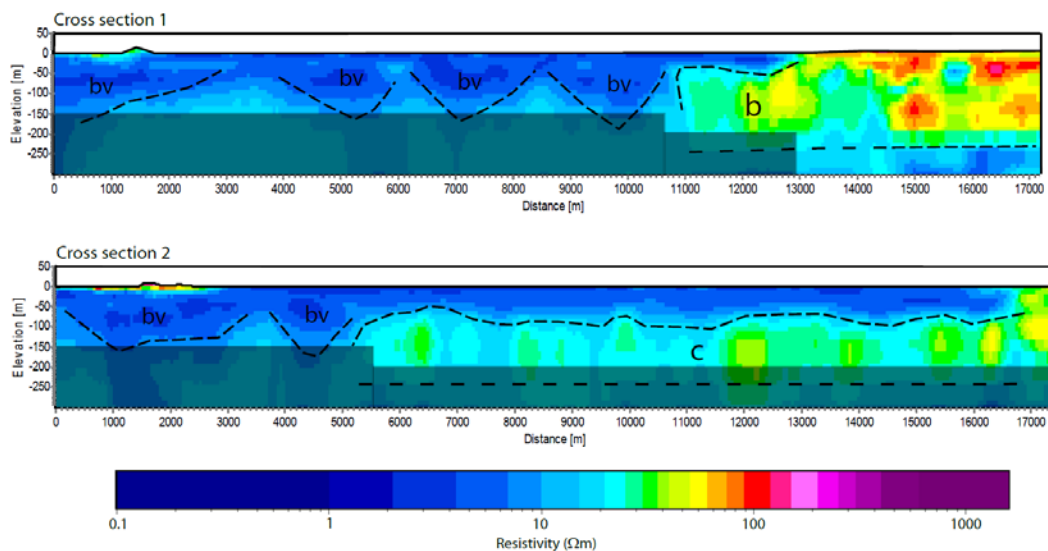 Cross section 1
50
0
-50
-100
-150
-200
-250
Elevation [m]
bv bv bv bv b
0 1000 2000 3000 4000 5000 6000 7000 8000 9000 10000 11000 12000 13000 14000 15000 16000 17000
Distance [m]
Cross section 2
50
0
-50
-100
-150
-200
-250
Elevation [m]
bv bv c
0 1000 2000 3000 4000 5000 6000 7000 8000 9000 10000 11000 12000 13000 14000 15000 16000 17000
Distance [m]
0.1 1 10 100 1000
Resistivity (Ωm)